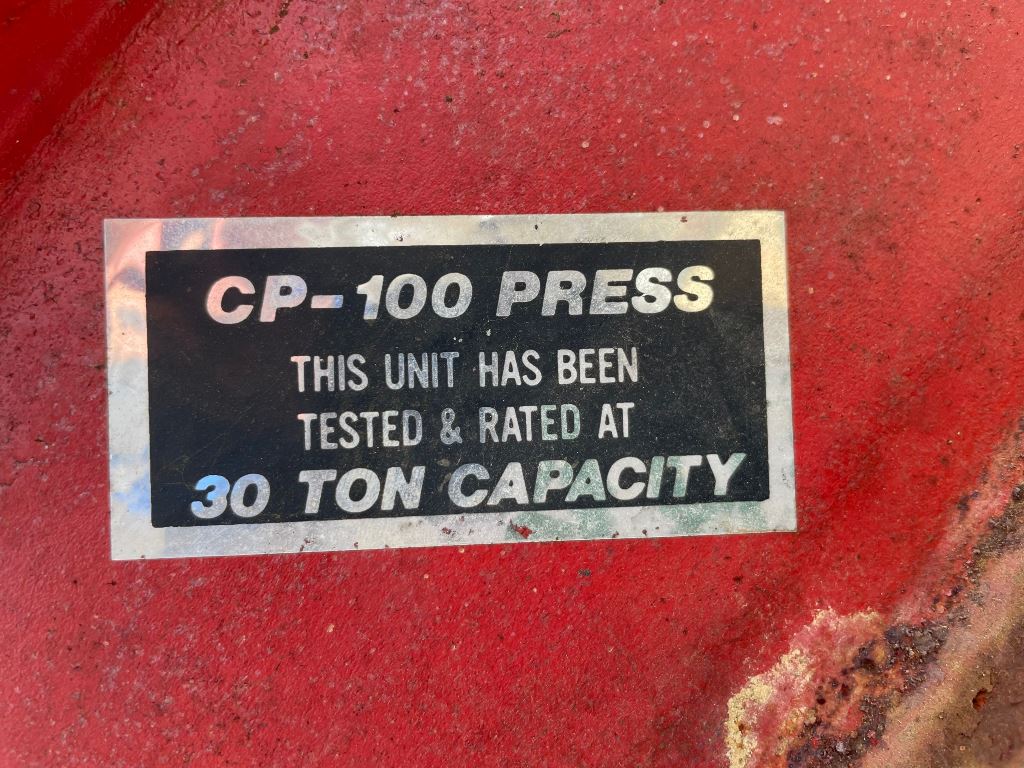 CP-100 PRESS
THIS UNIT HAS BEEN
TESTED & RATED AT
30 TON CAPACITY